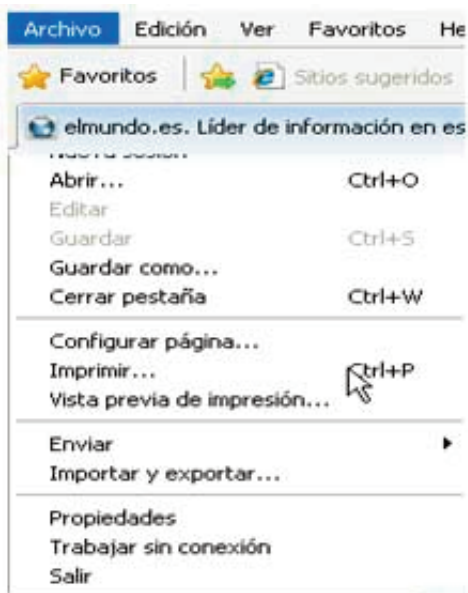 Archivo Edición Ver Favoritos He
Favoritos Sitios sugeridos
elmundo.es. Líder de información en es
Abrir... Ctrl+O
Editar
Guardar Ctrl+S
Guardar como...
Cerrar pestaña Ctrl+W
Configurar página...
Imprimir... Ctrl+P
Vista previa de impresión...
Enviar
Importar y exportar...
Propiedades
Trabajar sin conexión
Salir